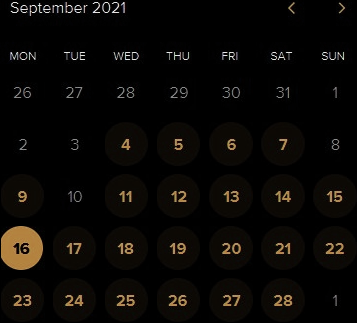 September 2021 < >
MON TUE WED THU FRI SAT SUN
26 27 28 29 30 31 1
2 3 4 5 6 7 8
9 10 11 12 13 14 15
16 17 18 19 20 21 22
23 24 25 26 27 28 1